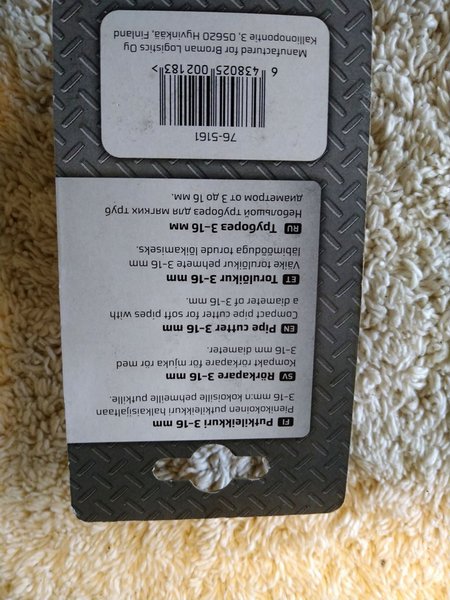 FI Putkileikkuri 3-16 mm
Pienikokoinen putkileikkuri halkaisijaltaan
3-16 mm:n kokoisille pehmeille putkille.
SV Rörkapare 3-16 mm
Kompakt rörkapare för mjuka rör med
3-16 mm diameter.
EN Pipe cutter 3-16 mm
Compact pipe cutter for soft pipes with
a diameter of 3-16 mm.
ET Torulõikur 3-16 mm
Väike torulõikur pehmete 3-16 mm
läbimõõduga torude lõikamiseks.
RU Труборез 3-16 мм
Небольшой труборез для мягких труб
диаметром от 3 до 16 мм.
76-5161
6 438025 002183>
Manufactured for Broman Logistics Oy
Kallionopontie 3, 05620 Hyvinkää, Finland